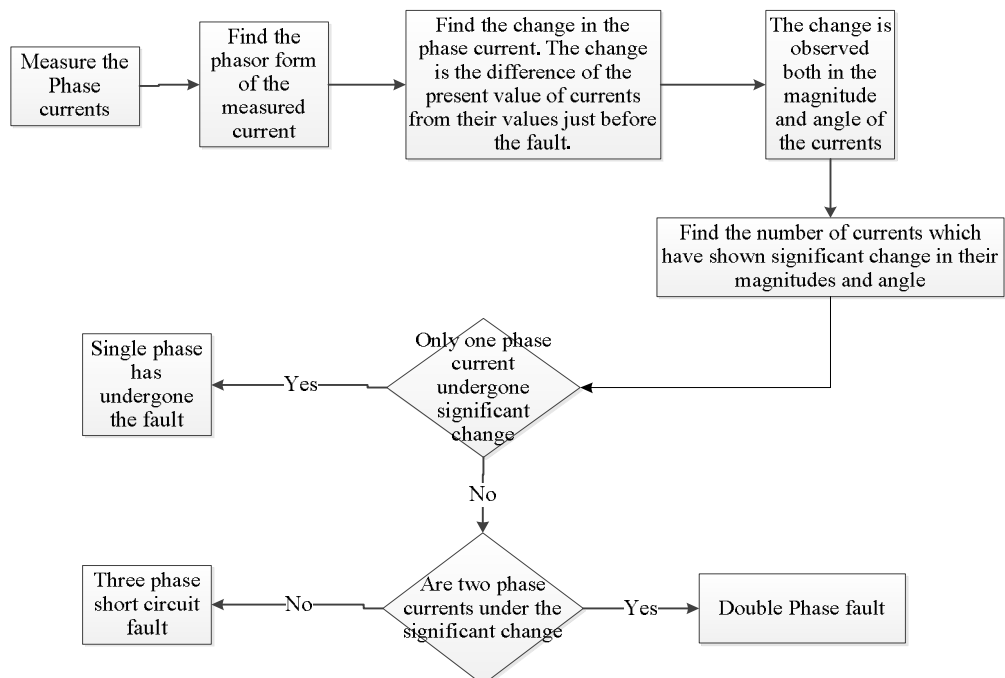 Measure the
Phase
currents
Find the
phasor form
of the
measured
current
Find the change in the
phase current. The change
is the difference of the
present value of currents
from their values just before
the fault.
The change is
observed
both in the
magnitude
and angle of
the currents
Find the number of currents which
have shown significant change in their
magnitudes and angle
Only one phase
current
undergone
significant
change
Yes
Single phase
has
undergone
the fault
No
Are two phase
currents under the
significant change
No
Three phase
short circuit
fault
Yes
Double Phase fault